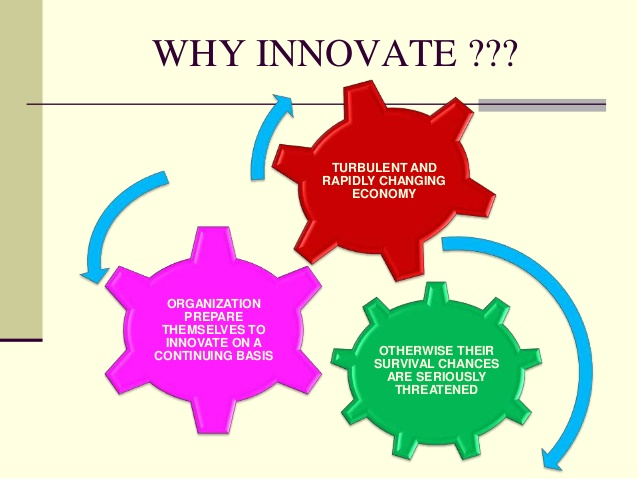 WHY INNOVATE ???
TURBULENT AND
RAPIDLY CHANGING
ECONOMY
ORGANIZATION
PREPARE
THEMSELVES TO
INNOVATE ON A
CONTINUING BASIS
OTHERWISE THEIR
SURVIVAL CHANCES
ARE SERIOUSLY
THREATENED